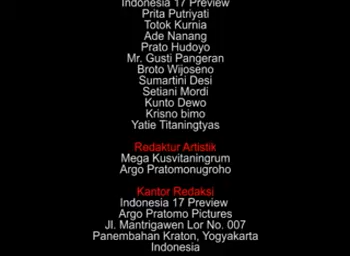 Indonesia 17 Preview
Prita Putriyati
Totok Kurnia
Ade Nanang
Prato Hudoyo
Mr. Gusti Pangeran
Broto Wijoseno
Sumartini Desi
Setiani Mordi
Kunto Dewo
Krisno bimo
Yatie Titaningtyas
Redaktur Artistik
Mega Kusvitaningrum
Argo Pratomonugroho
Kantor Redaksi
Indonesia 17 Preview
Argo Pratomo Pictures
Jl. Mantrigawen Lor No. 007
Panembahan Kraton, Yogyakarta
Indonesia